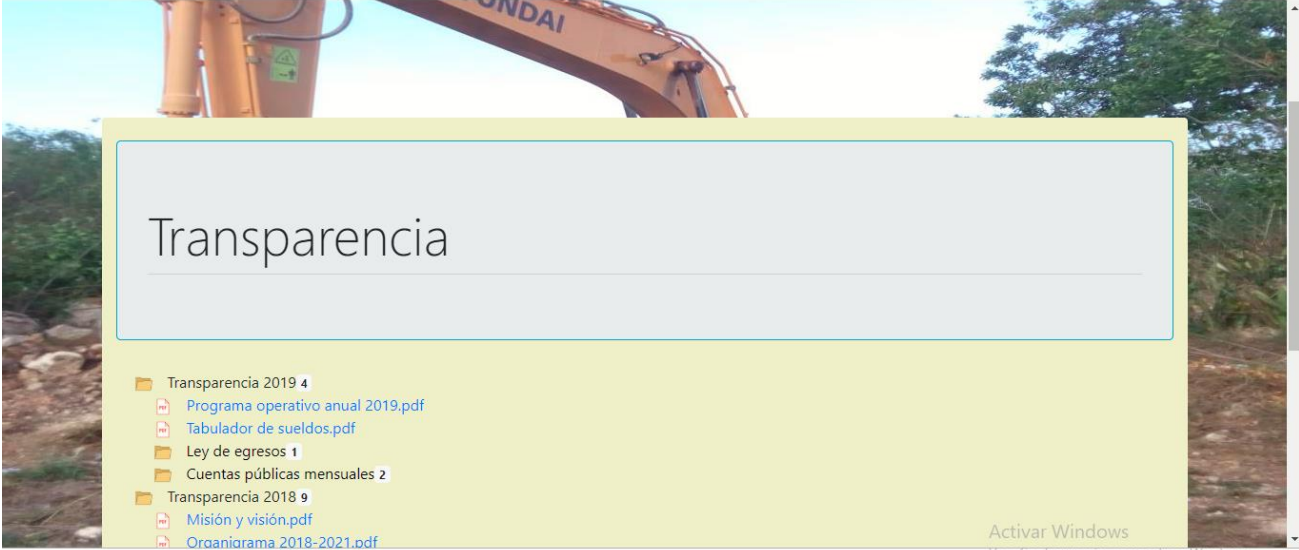 UNDAI
Transparencia
Transparencia 2019 4
Programa operativo anual 2019.pdf
Tabulador de sueldos.pdf
Ley de egresos 1
Cuentas públicas mensuales 2
Transparencia 2018 9
Misión y visión.pdf
Organigrama 2018-2021.pdf
Activar Windows